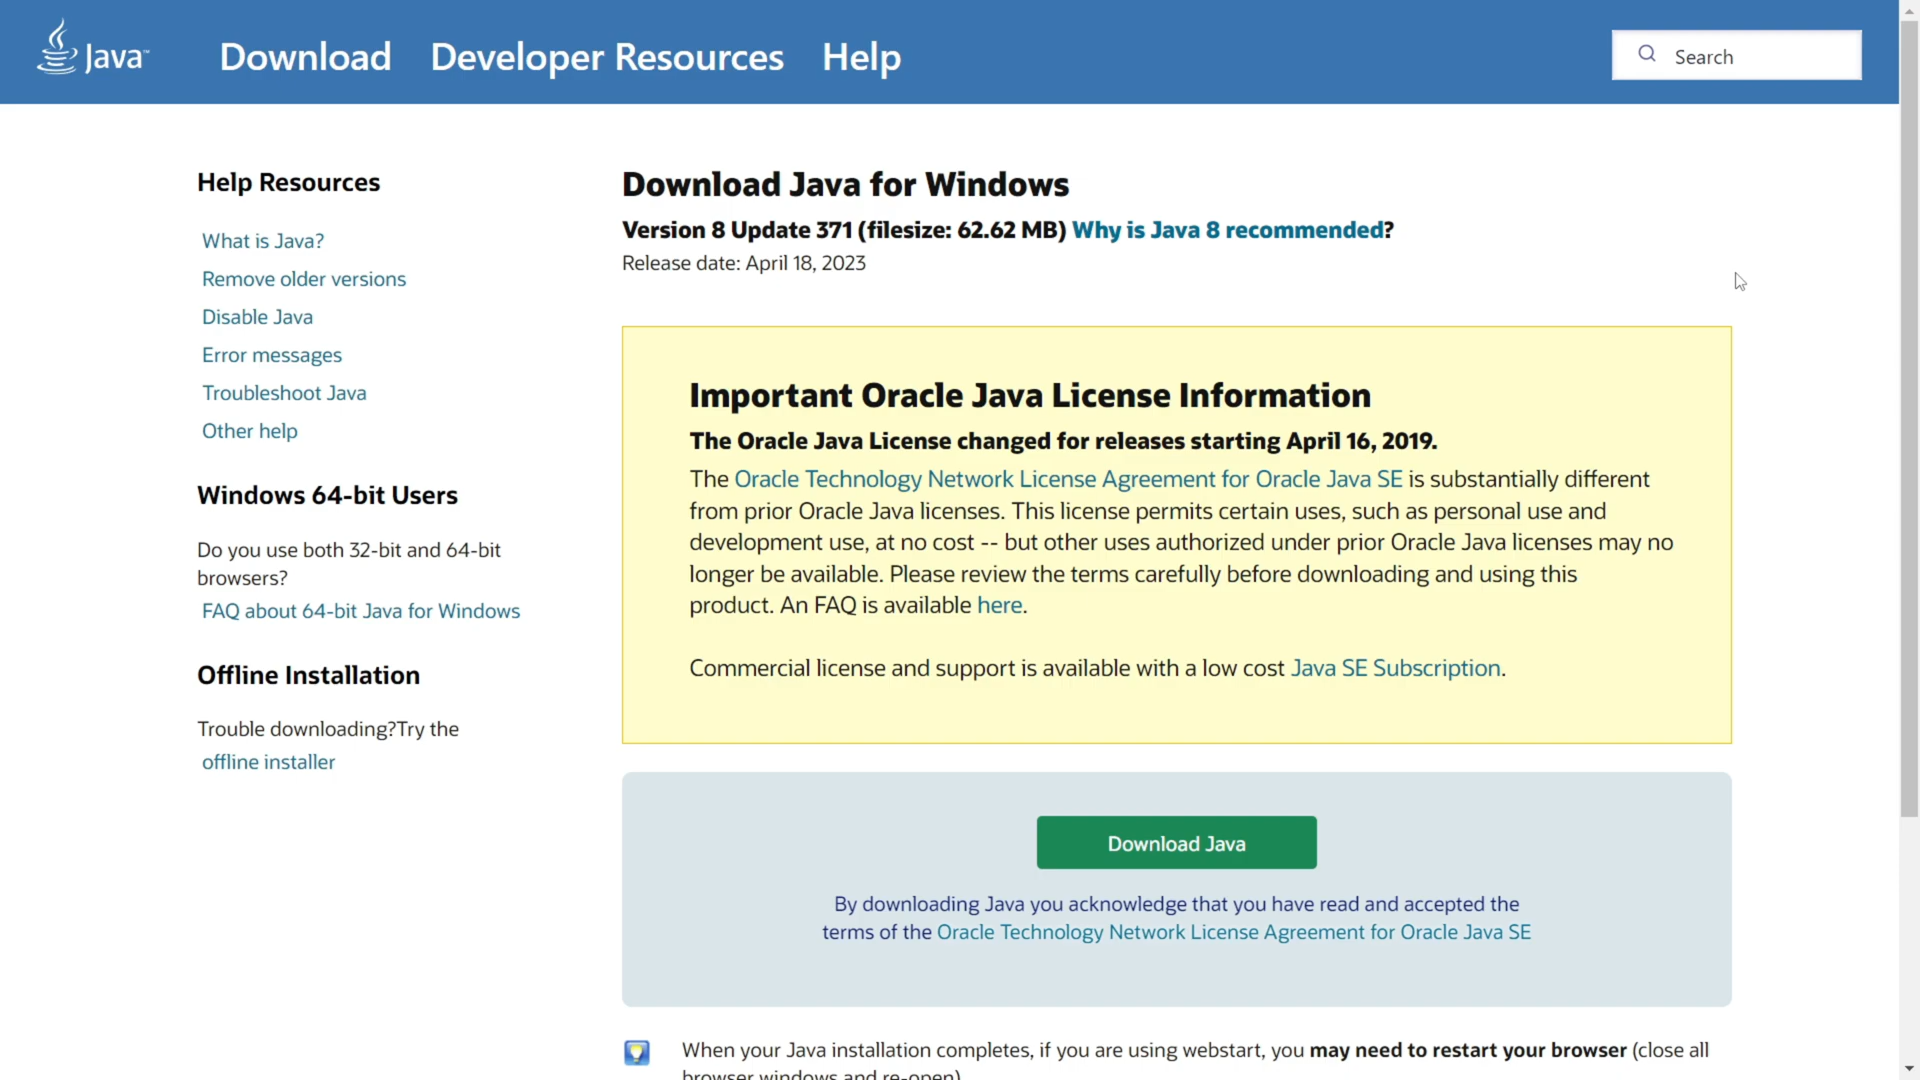 Java™
Download
Developer Resources
Help
Search
Help Resources
What is Java?
Remove older versions
Disable Java
Error messages
Troubleshoot Java
Other help
Windows 64-bit Users
Do you use both 32-bit and 64-bit
browsers?
FAQ about 64-bit Java for Windows
Offline Installation
Trouble downloading?Try the
offline installer
Download Java for Windows
Version 8 Update 371 (filesize: 62.62 MB) Why is Java 8 recommended?
Release date: April 18, 2023
Important Oracle Java License Information
The Oracle Java License changed for releases starting April 16, 2019.
The Oracle Technology Network License Agreement for Oracle Java SE is substantially different
from prior Oracle Java licenses. This license permits certain uses, such as personal use and
development use, at no cost -- but other uses authorized under prior Oracle Java licenses may no
longer be available. Please review the terms carefully before downloading and using this
product. An FAQ is available here.
Commercial license and support is available with a low cost Java SE Subscription.
Download Java
By downloading Java you acknowledge that you have read and accepted the
terms of the Oracle Technology Network License Agreement for Oracle Java SE
When your Java installation completes, if you are using webstart, you may need to restart your browser (close all
browser windows and re-open)